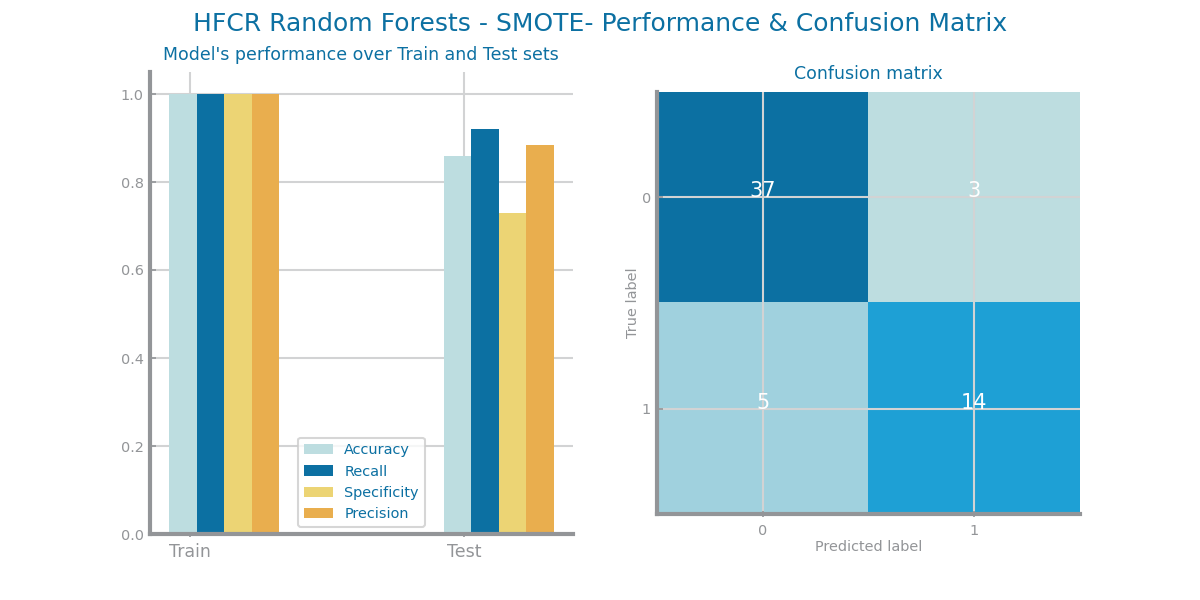 HFCR Random Forests - SMOTE- Performance & Confusion Matrix
Model's performance over Train and Test sets
1.0
0.8
0.6
0.4
0.2
0.0
Accuracy
Recall
Specificity
Precision
Train
Test
Confusion matrix
True label
0
37
3
1
5
14
0
1
Predicted label